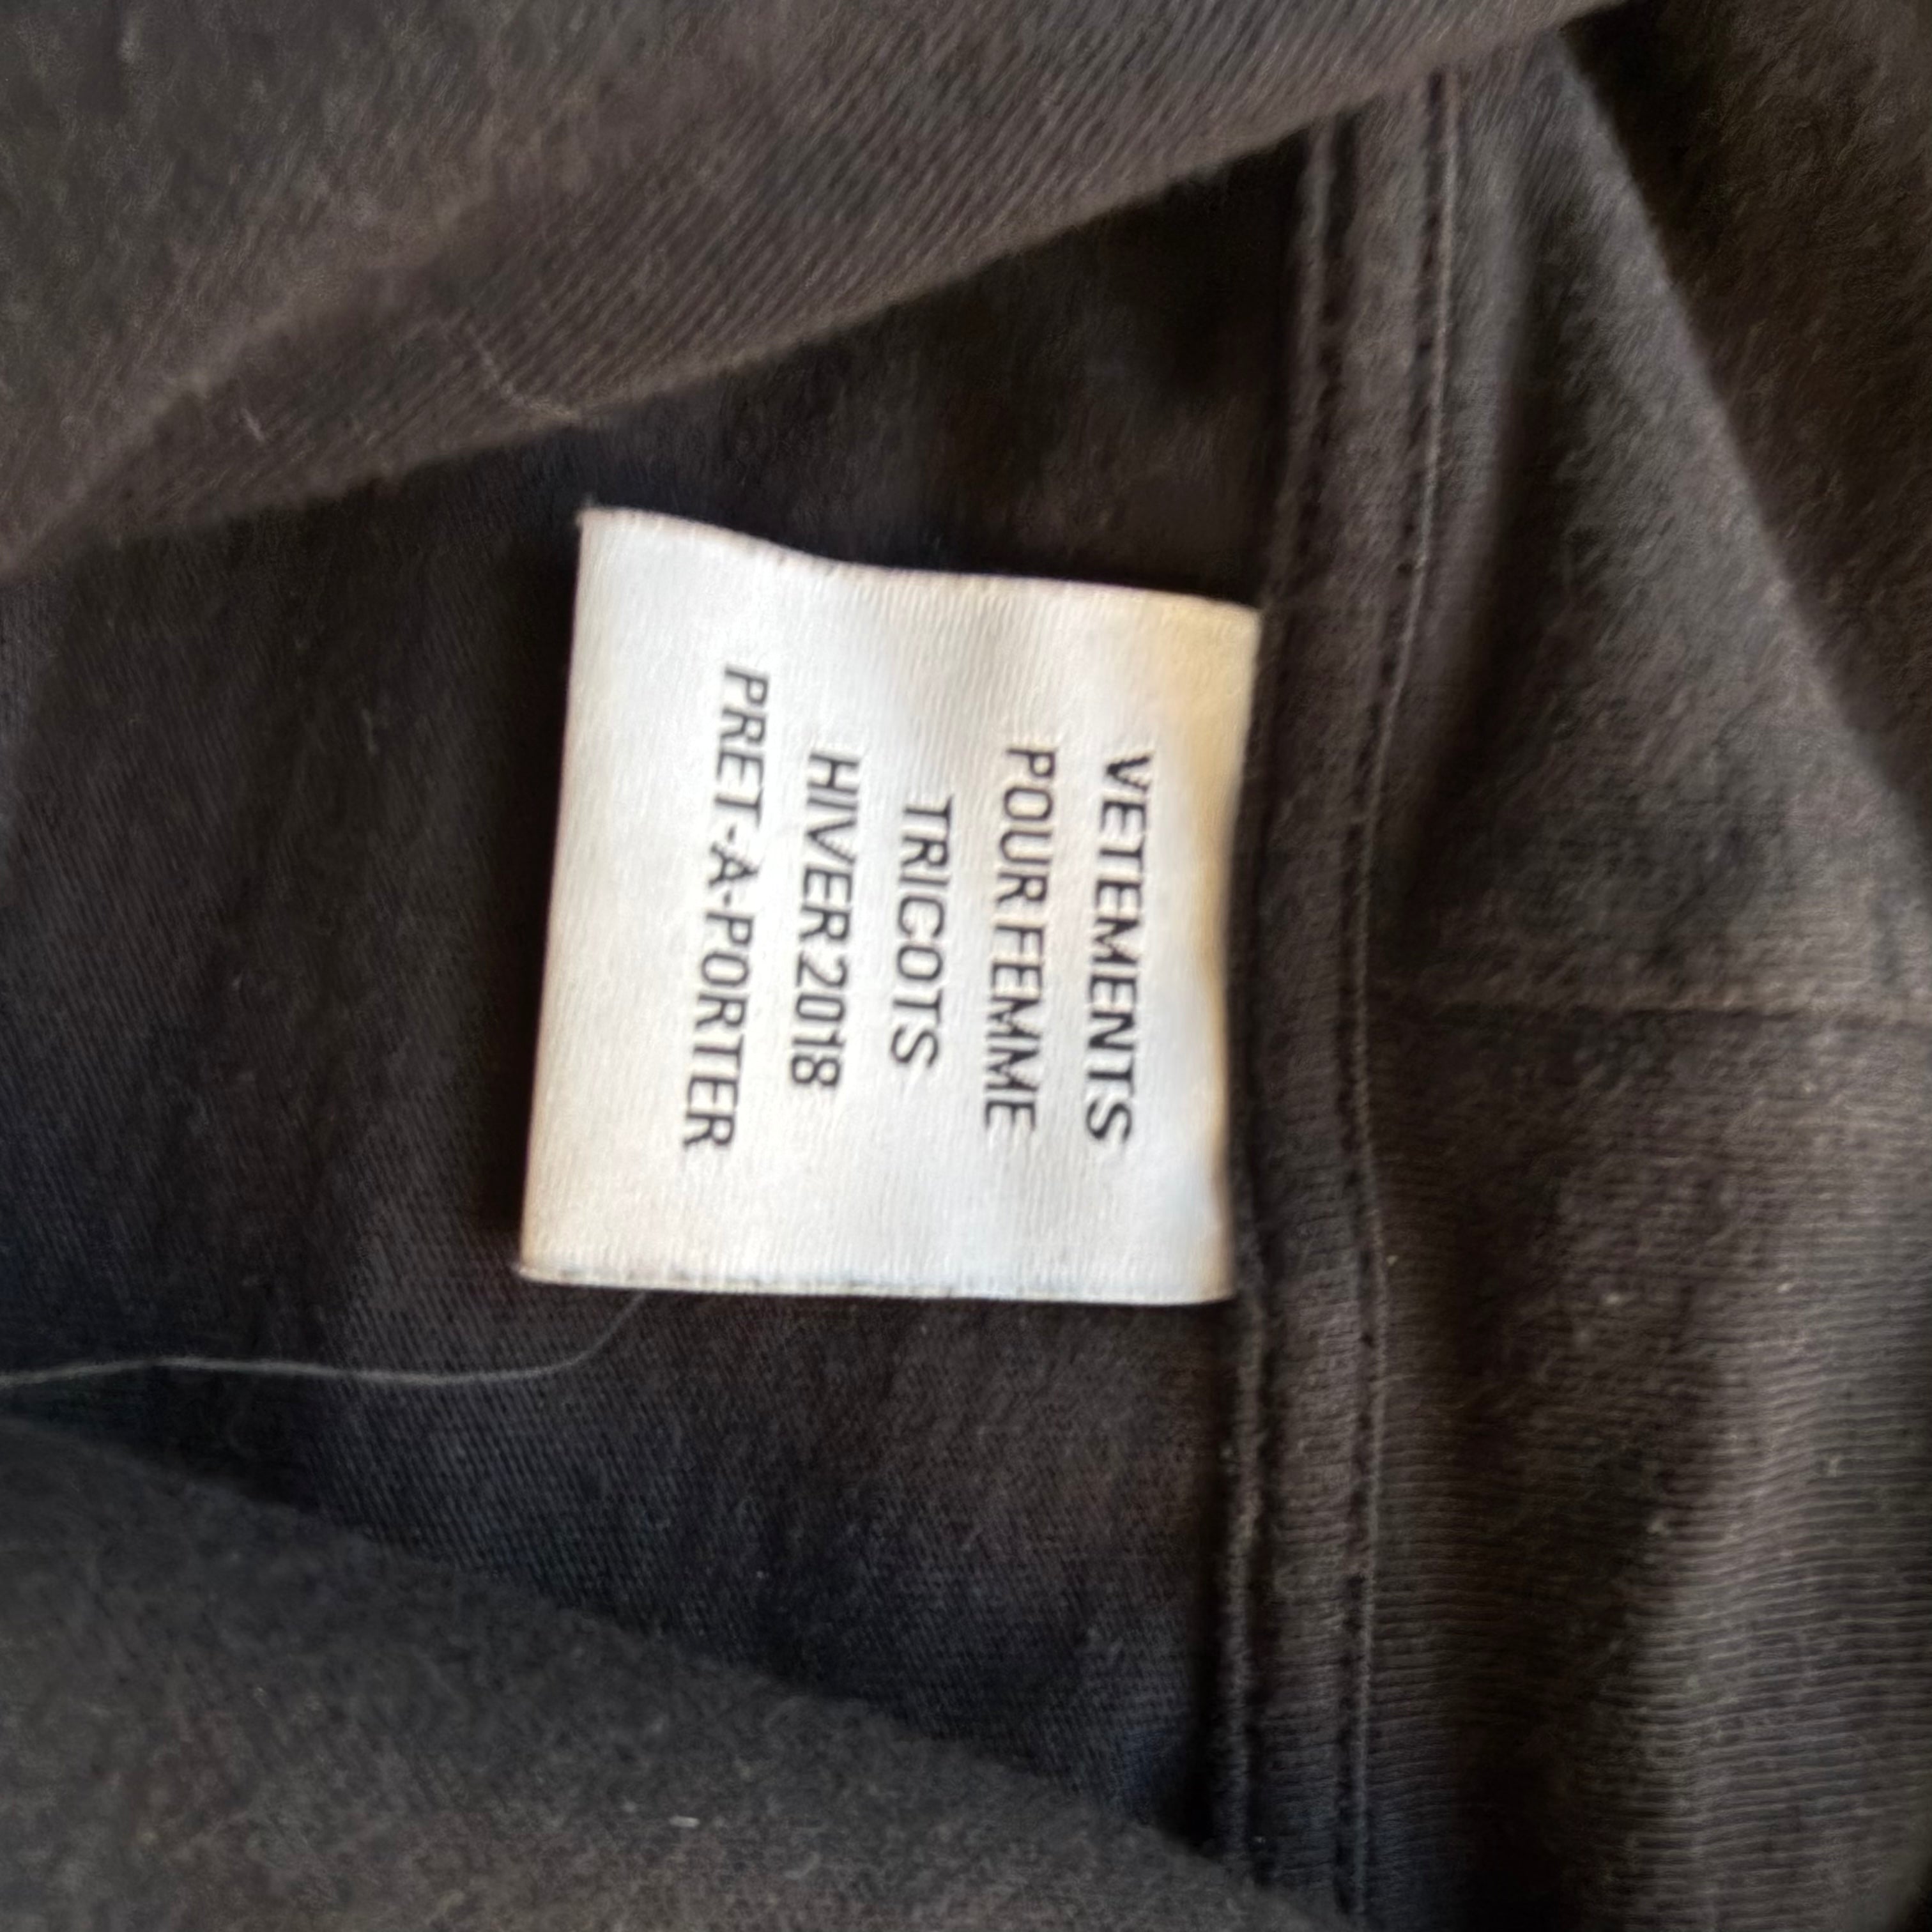 VETEMENTS
POUR FEMME
TRICOTS
HIVER 2018
PRET-A-PORTER